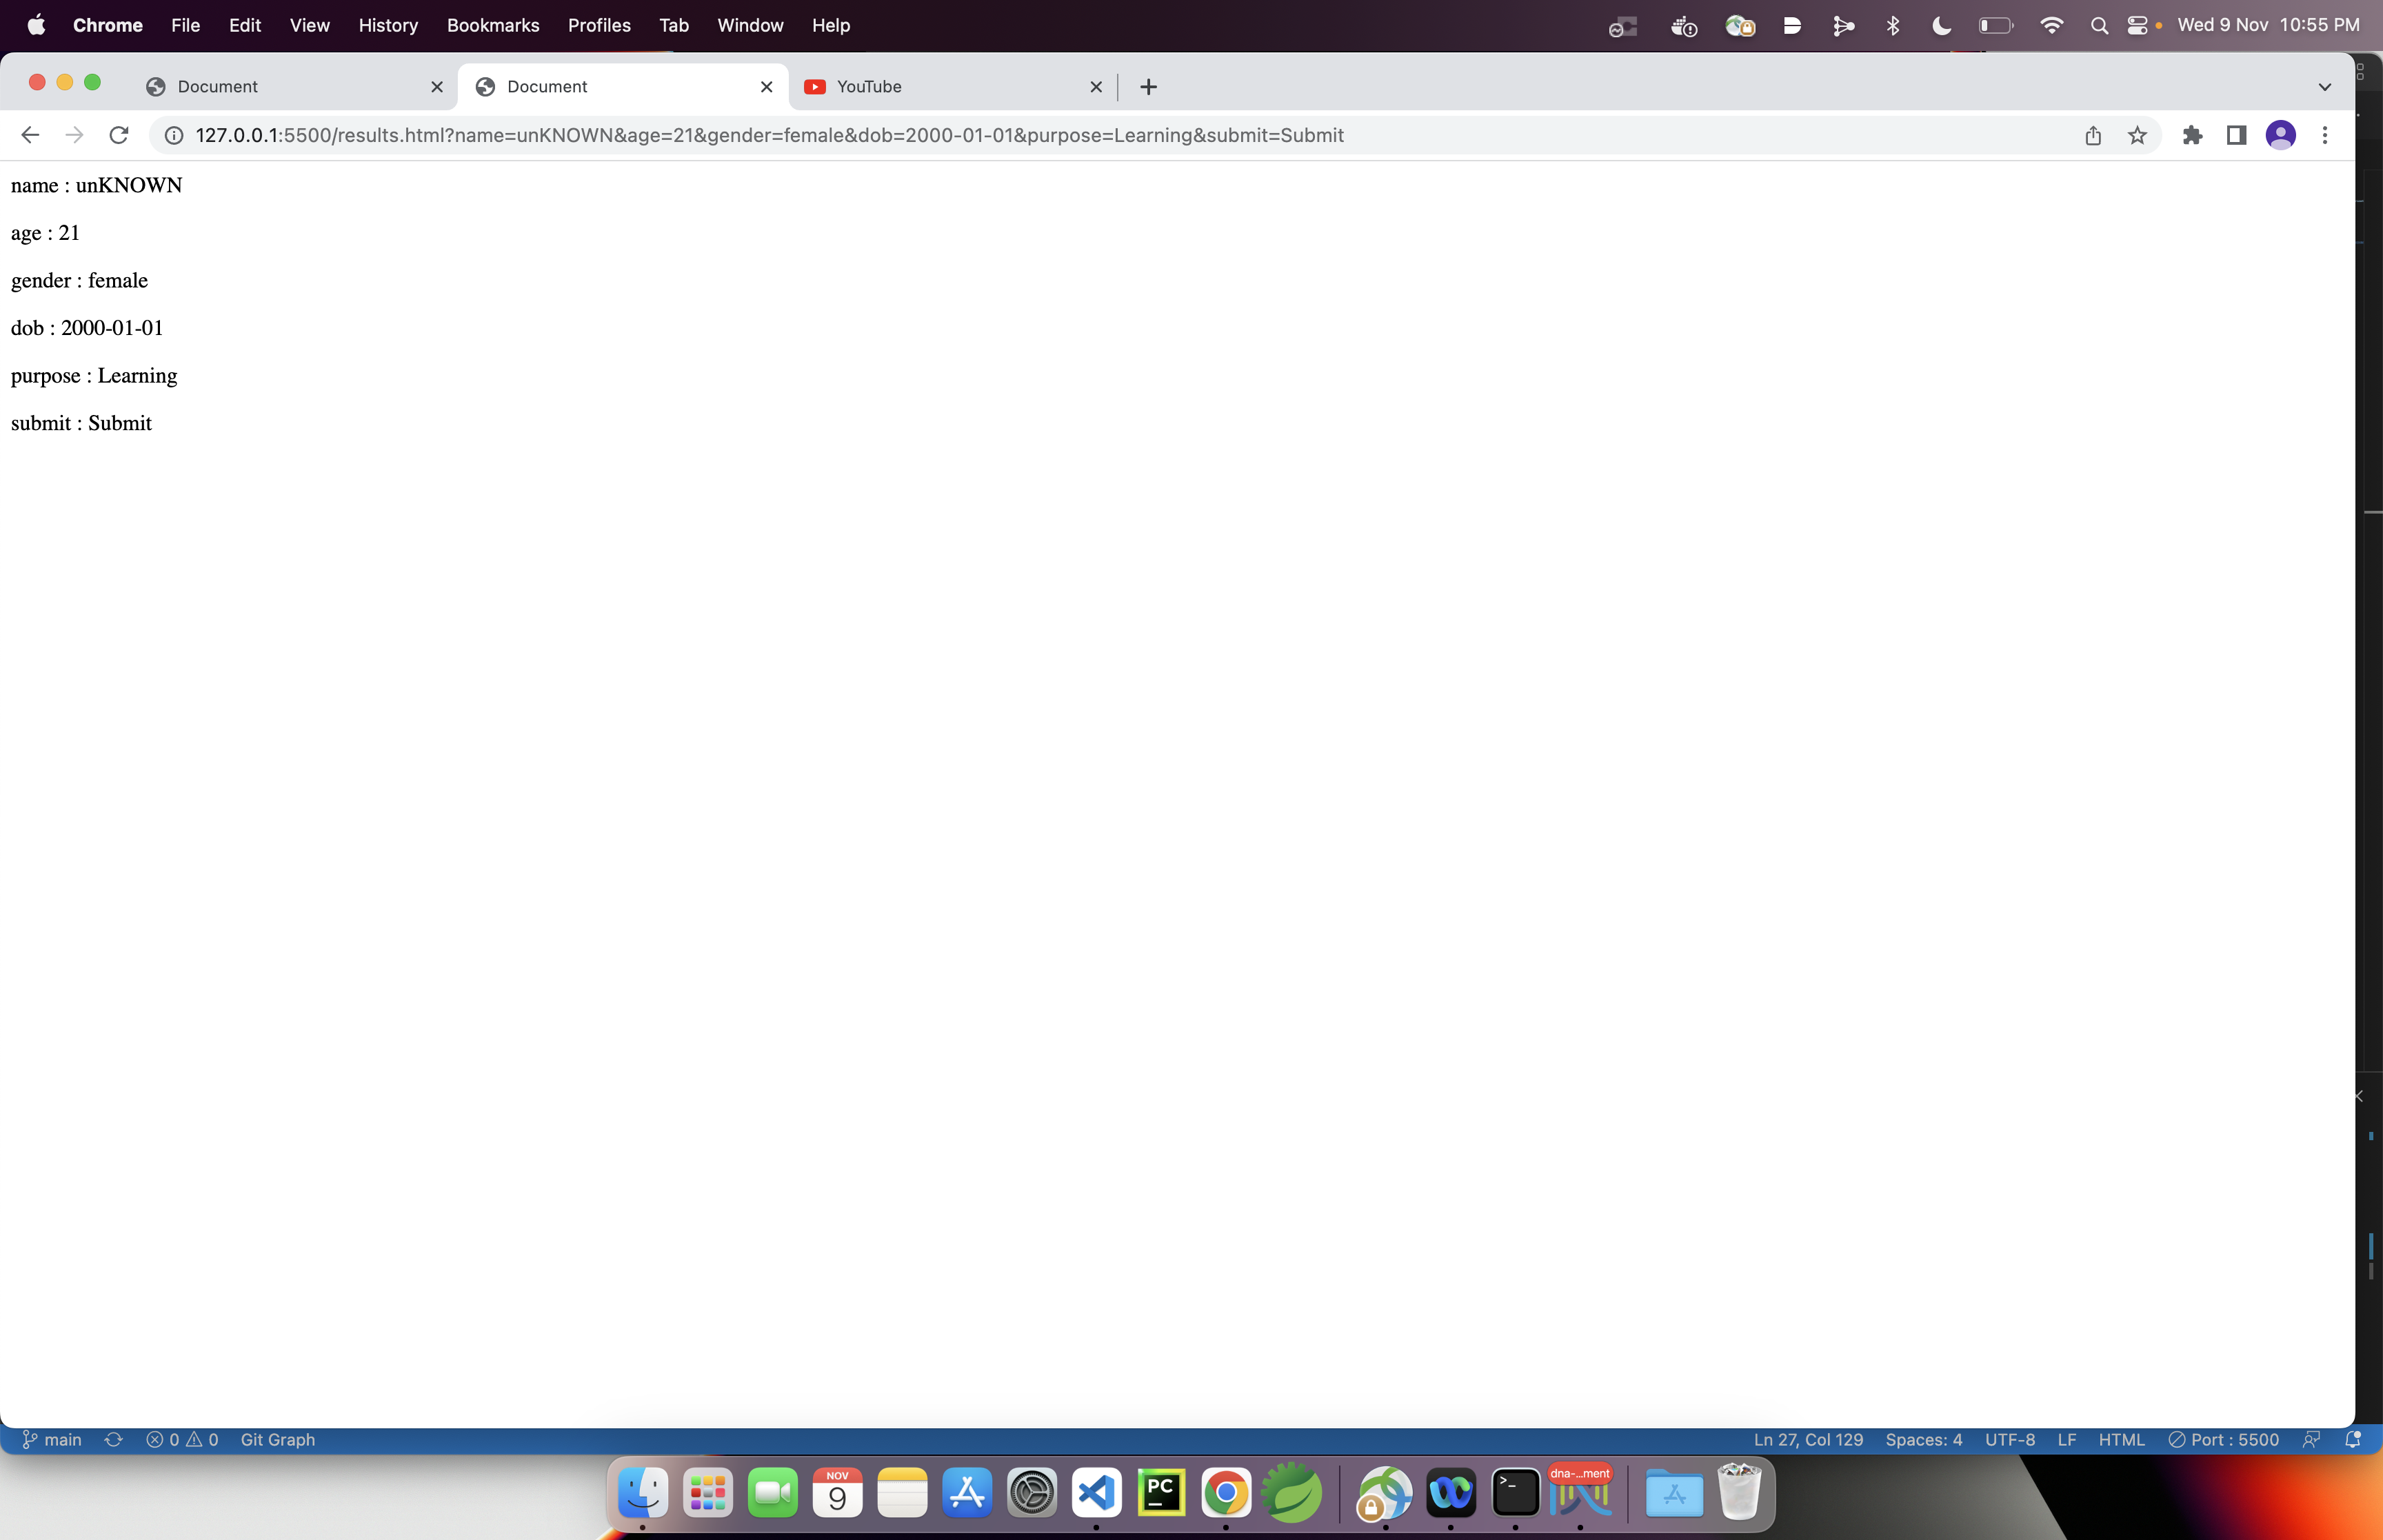 Chrome File Edit View History Bookmarks Profiles Tab Window Help Wed 9 Nov 10:55 PM
Document Document YouTube
127.0.0.1:5500/results.html?name=unKNOWN&age=21&gender=female&dob=2000-01-01&purpose=Learning&submit=Submit
name : unKNOWN
age : 21
gender : female
dob : 2000-01-01
purpose : Learning
submit : Submit
main 0 0 Git Graph Ln 27, Col 129 Spaces: 4 UTF-8 LF HTML Port : 5500
NOV
9
PC
dna-...ment